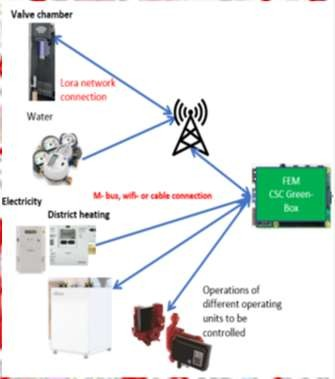 Valve chamber
Lora network
connection
Water
M- bus, wifi- or cable connection
FEM
CSC Green-
Box
Electricity
District heating
Operations of
different operating
units to be
controlled